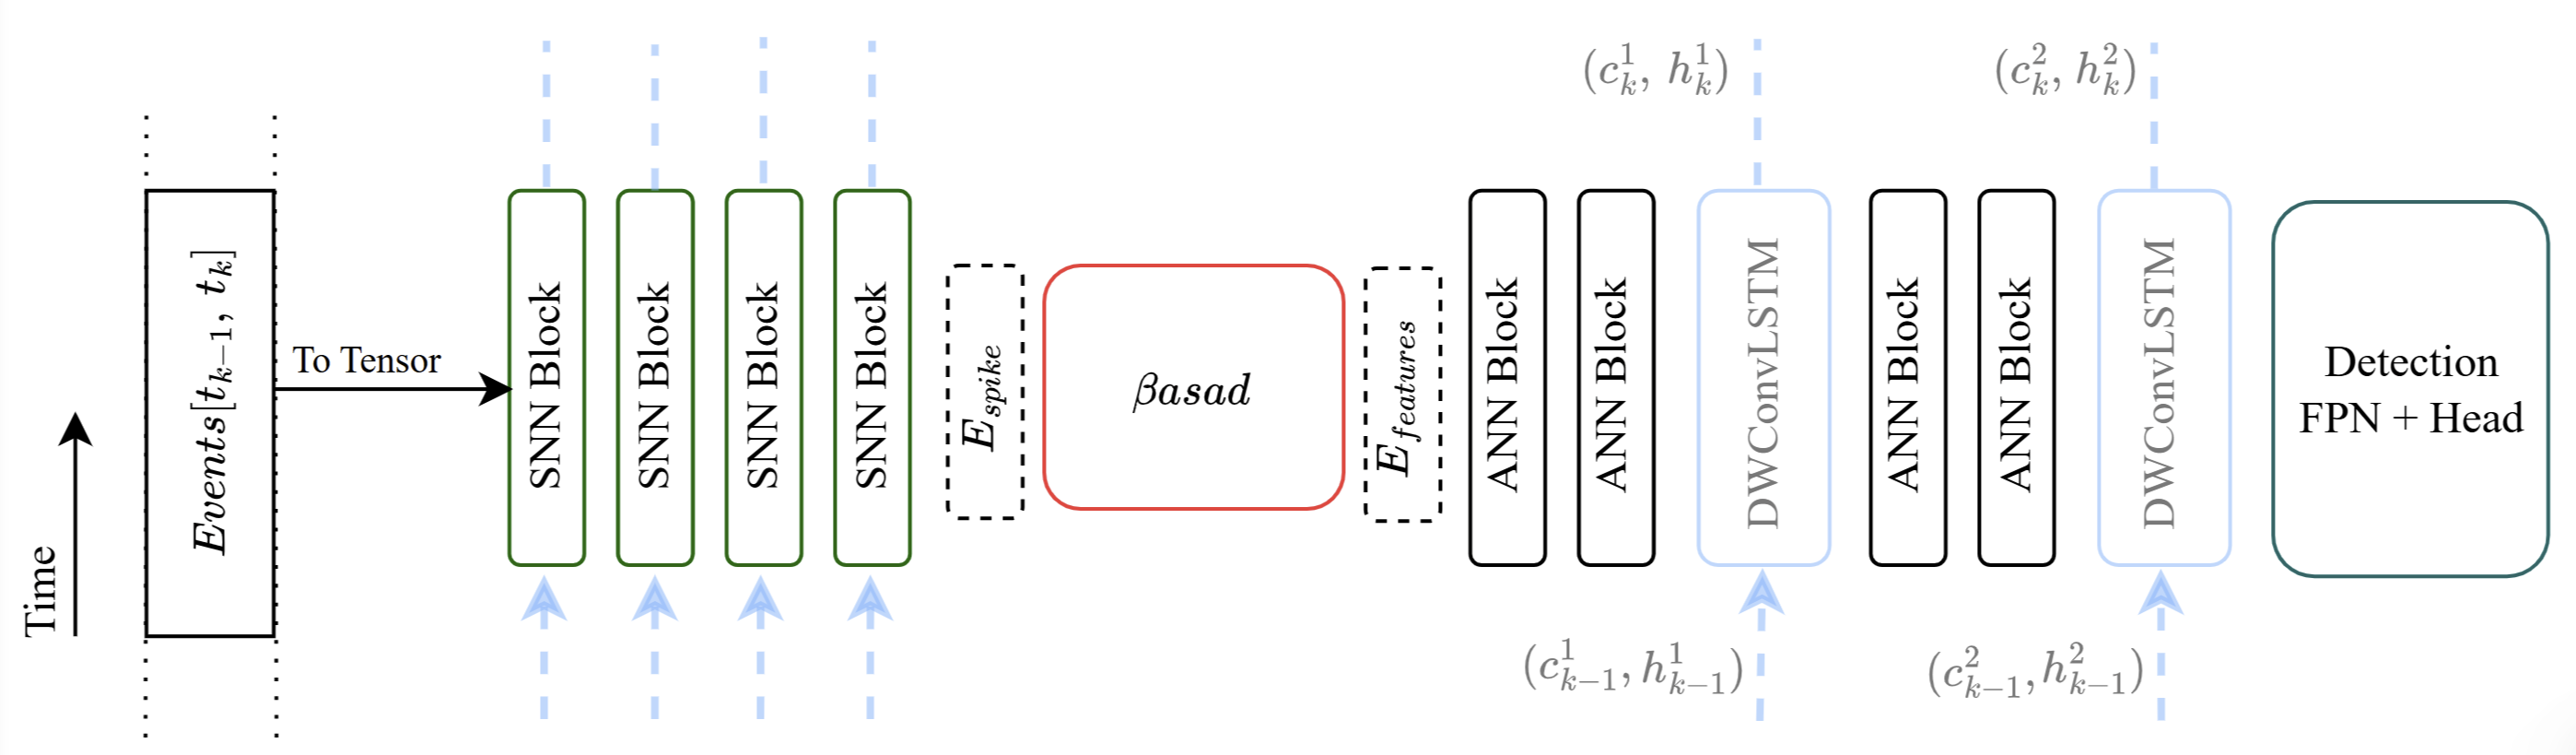 Time
Events[t_{k-1}, t_k]
To Tensor
SNN Block
SNN Block
SNN Block
SNN Block
E_{spike}
βasad
E_{features}
ANN Block
ANN Block
(c_k^1, h_k^1)
DWConvLSTM
(c_{k-1}^1, h_{k-1}^1)
ANN Block
ANN Block
(c_k^2, h_k^2)
DWConvLSTM
(c_{k-1}^2, h_{k-1}^2)
Detection
FPN + Head